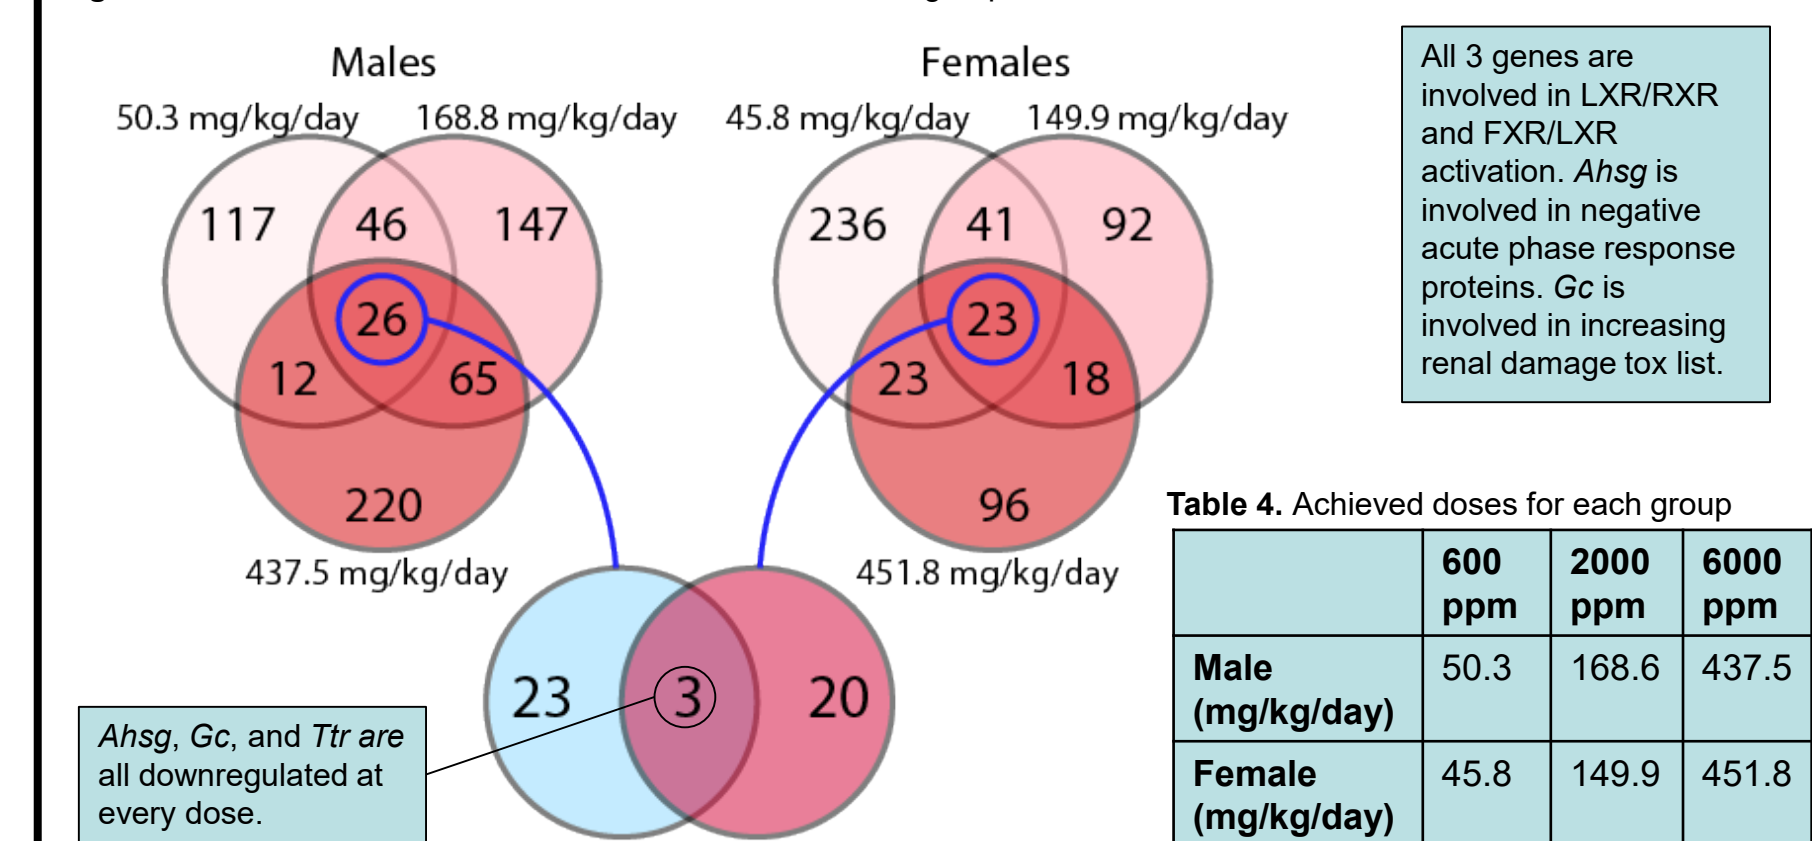 Males
Females
50.3 mg/kg/day
168.8 mg/kg/day
45.8 mg/kg/day
149.9 mg/kg/day
117
46
147
26
12
65
220
437.5 mg/kg/day
236
41
92
23
23
18
96
451.8 mg/kg/day
23
3
20
Ahsg, Gc, and Ttr are
all downregulated at
every dose.
All 3 genes are
involved in LXR/RXR
and FXR/LXR
activation. Ahsg is
involved in negative
acute phase response
proteins. Gc is
involved in increasing
renal damage tox list.
Table 4. Achieved doses for each group
600 ppm
2000 ppm
6000 ppm
Male (mg/kg/day)
50.3
168.6
437.5
Female (mg/kg/day)
45.8
149.9
451.8